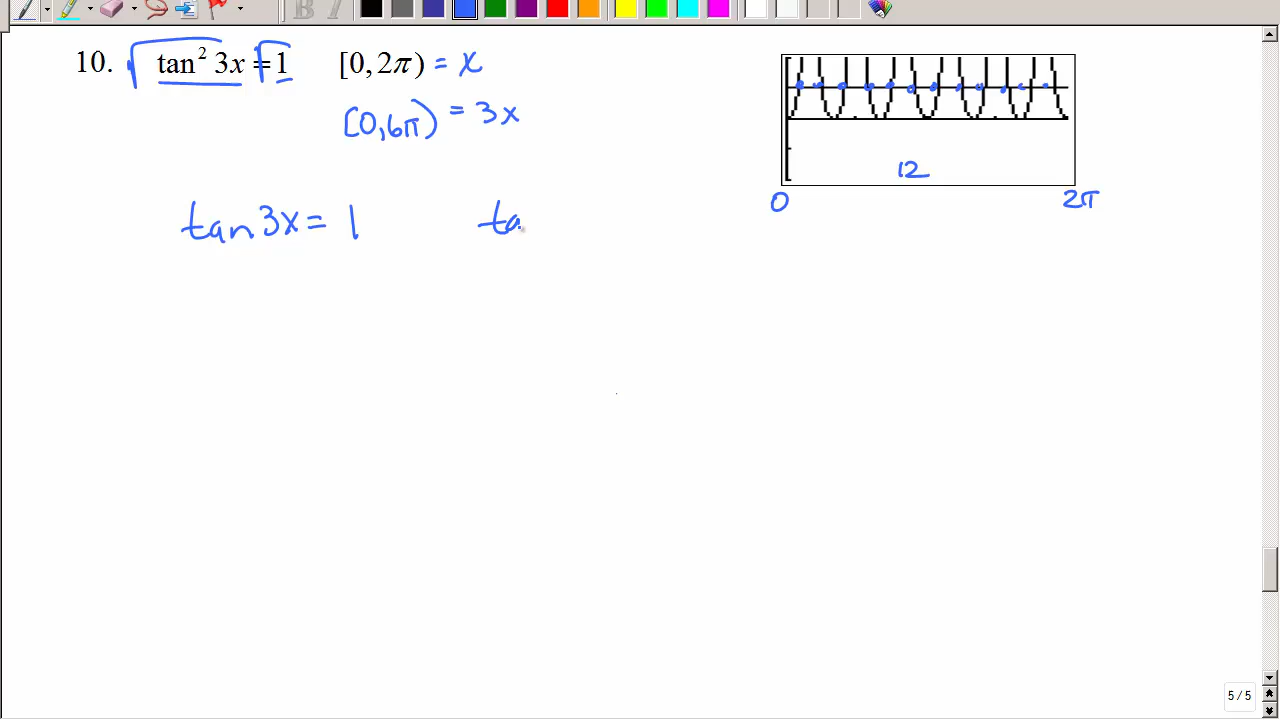 B I
10. √tan² 3x = √1 [0, 2π) = x
[0, 6π) = 3x
12
0 2π
tan 3x = 1 ta
5/5